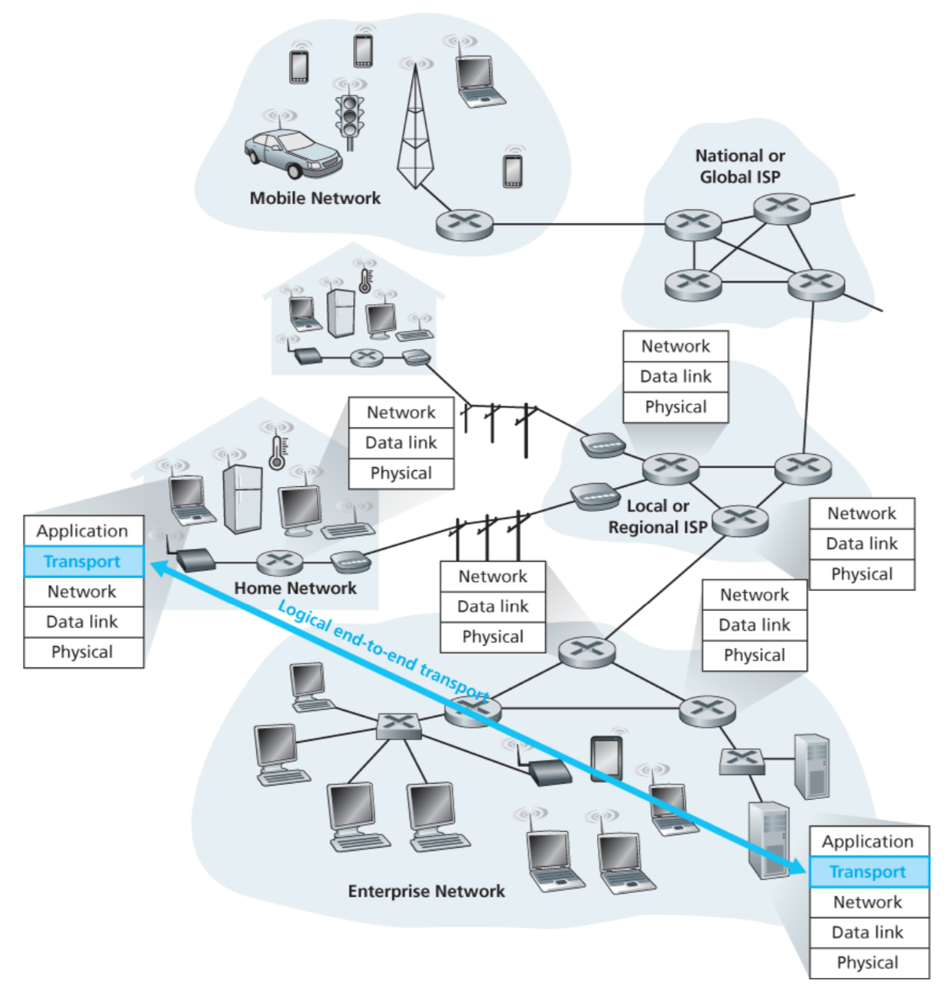 National or
Global ISP
Mobile Network
Network
Data link
Physical
Network
Data link
Physical
Local or
Regional ISP
Network
Data link
Physical
Application
Transport
Network
Data link
Physical
Home Network
Network
Data link
Physical
Network
Data link
Physical
Logical end-to-end transport
Enterprise Network
Application
Transport
Network
Data link
Physical